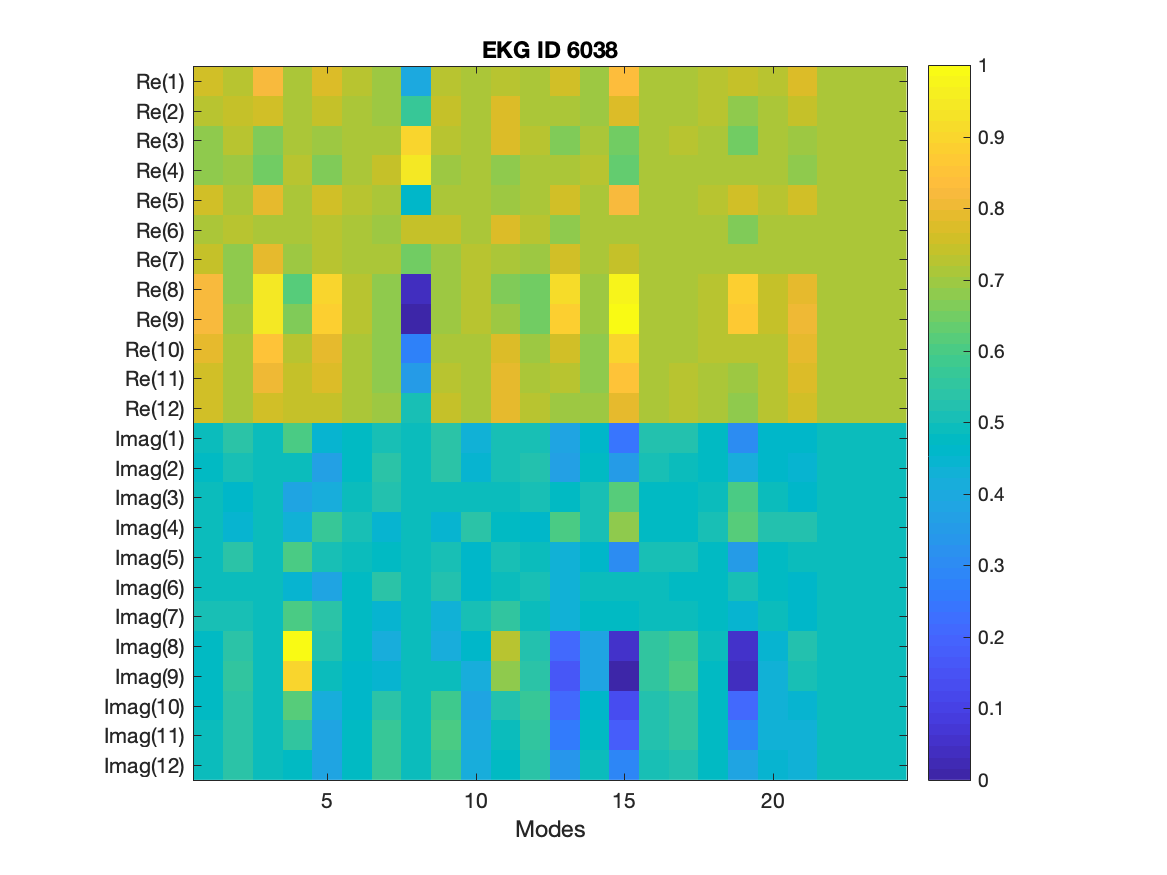 EKG ID 6038
Re(1)
Re(2)
Re(3)
Re(4)
Re(5)
Re(6)
Re(7)
Re(8)
Re(9)
Re(10)
Re(11)
Re(12)
Imag(1)
Imag(2)
Imag(3)
Imag(4)
Imag(5)
Imag(6)
Imag(7)
Imag(8)
Imag(9)
Imag(10)
Imag(11)
Imag(12)
5 10 15 20
Modes
1
0.9
0.8
0.7
0.6
0.5
0.4
0.3
0.2
0.1
0